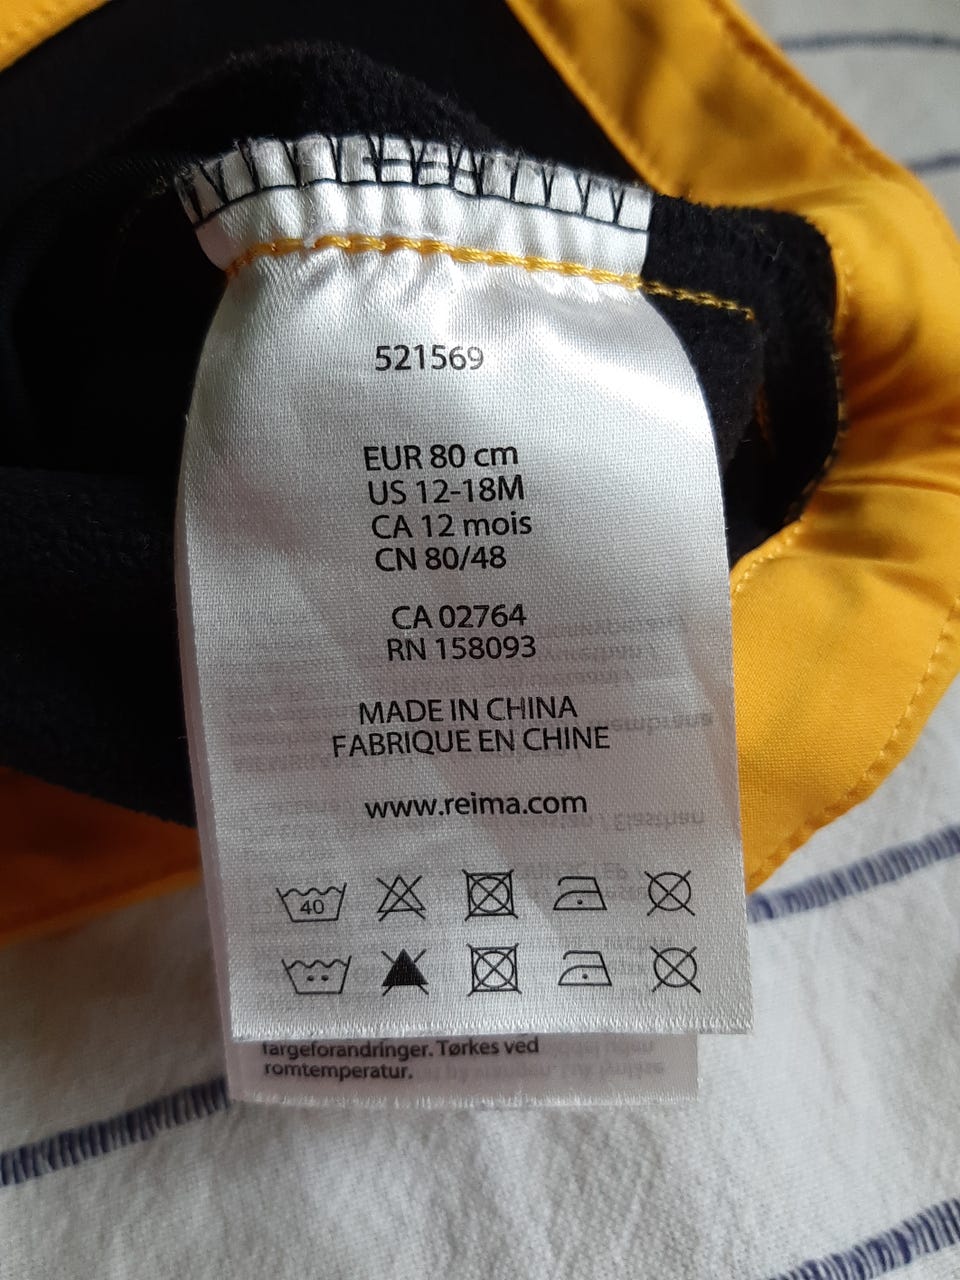 521569
EUR 80 cm
US 12-18M
CA 12 mois
CN 80/48
CA 02764
RN 158093
MADE IN CHINA
FABRIQUE EN CHINE
www.reima.com
40
fargeforandringer. Tørkes ved
romtemperatur.